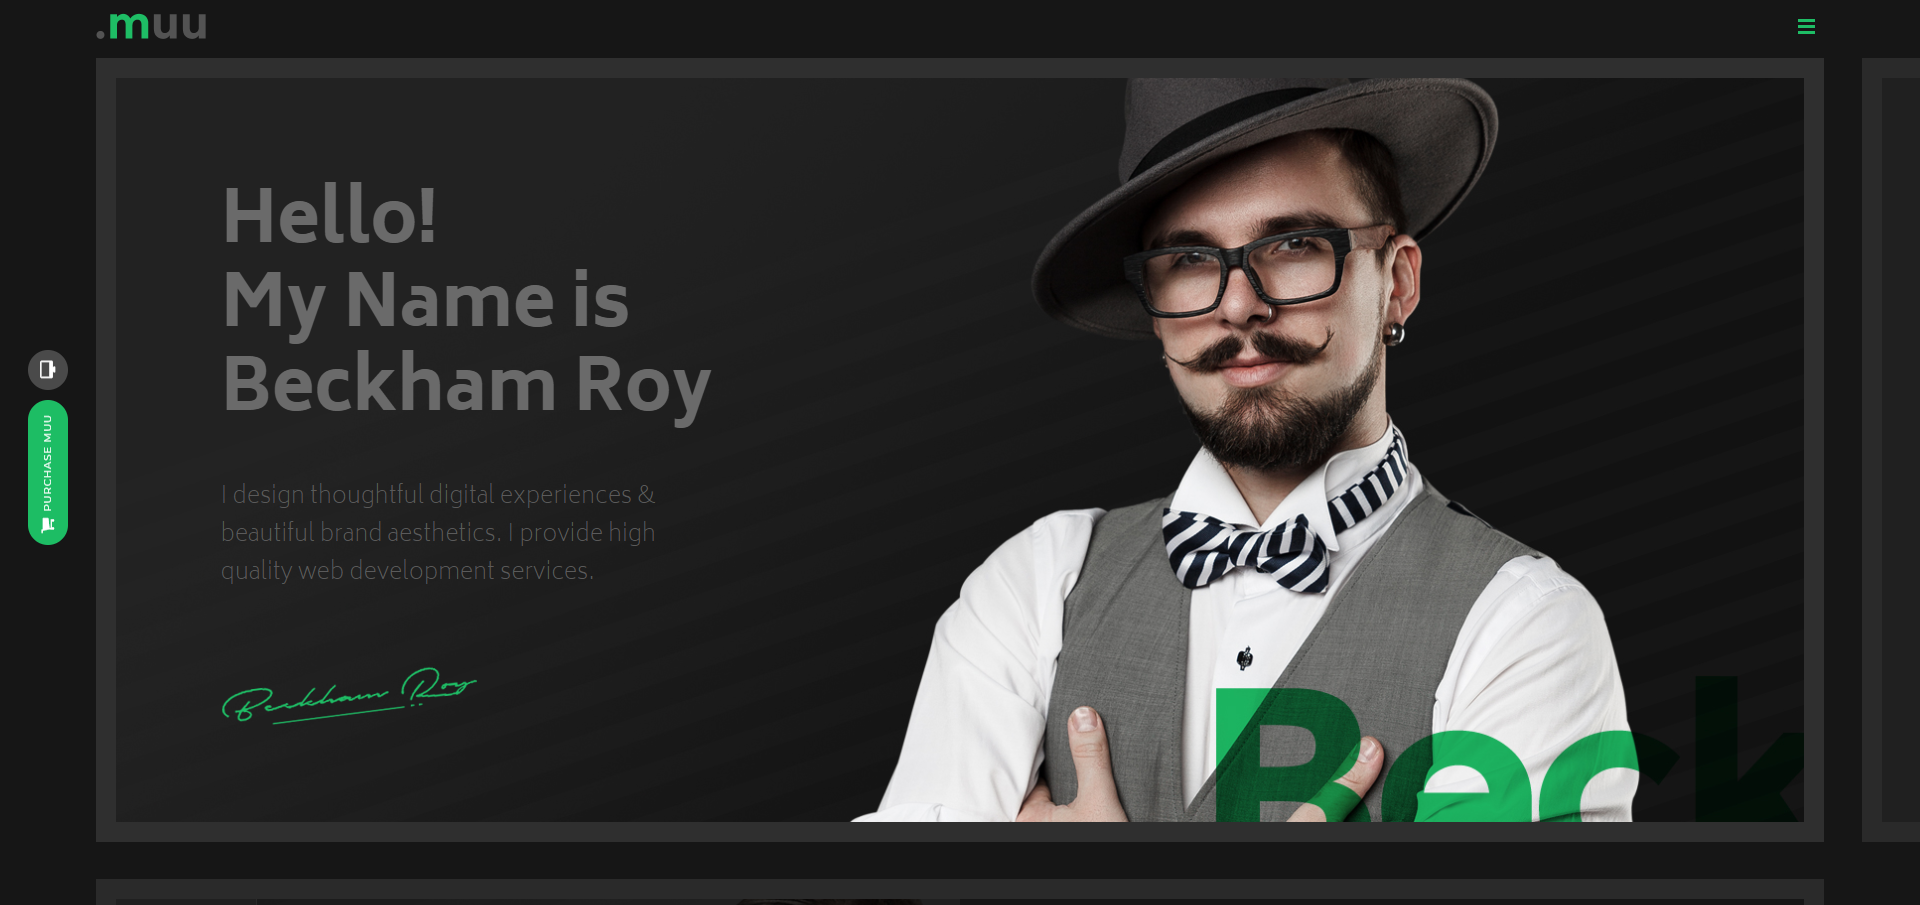 .muu
Hello!
My Name is
Beckham Roy
I design thoughtful digital experiences &
beautiful brand aesthetics. I provide high
quality web development services.
Beckham Roy
PURCHASE MUU
Beck